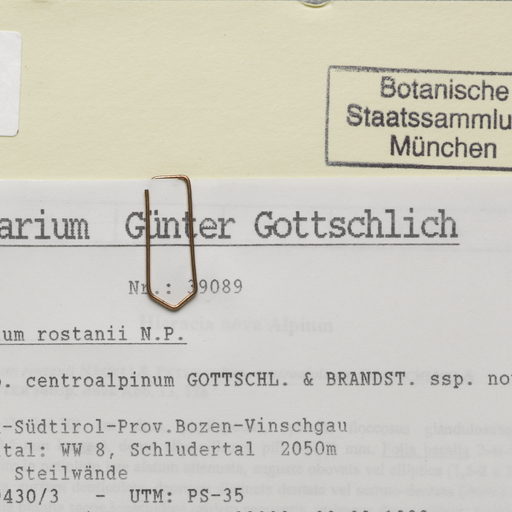 Botanische
Staatssammlu
München
arium Günter Gottschlich
Nr.: 39089
um rostanii N.P.
. centroalpinum GOTTSCHL. & BRANDST. ssp. no
-Südtirol-Prov.Bozen-Vinschgau
tal: WW 8, Schludertal 2050m
Steilwände
430/3 - UTM: PS-35